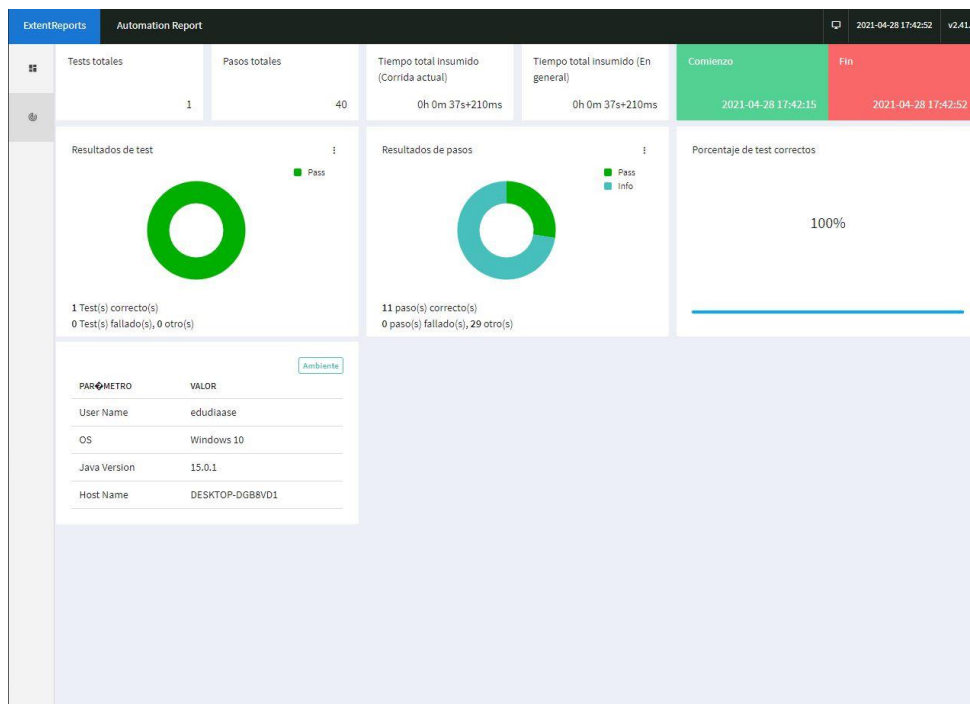 ExtentReports Automation Report 2021-04-28 17:42:52 v2.41.
Tests totales
1
Pasos totales
40
Tiempo total insumido
(Corrida actual)
0h 0m 37s+210ms
Tiempo total insumido (En
general)
0h 0m 37s+210ms
Comienzo
2021-04-28 17:42:15
Fin
2021-04-28 17:42:52
Resultados de test
Pass
1 Test(s) correcto(s)
0 Test(s) fallado(s), 0 otro(s)
Resultados de pasos
Pass
Info
11 paso(s) correcto(s)
0 paso(s) fallado(s), 29 otro(s)
Porcentaje de test correctos
100%
Ambiente
PAR�METRO VALOR
User Name edudiaase
OS Windows 10
Java Version 15.0.1
Host Name DESKTOP-DGB8VD1